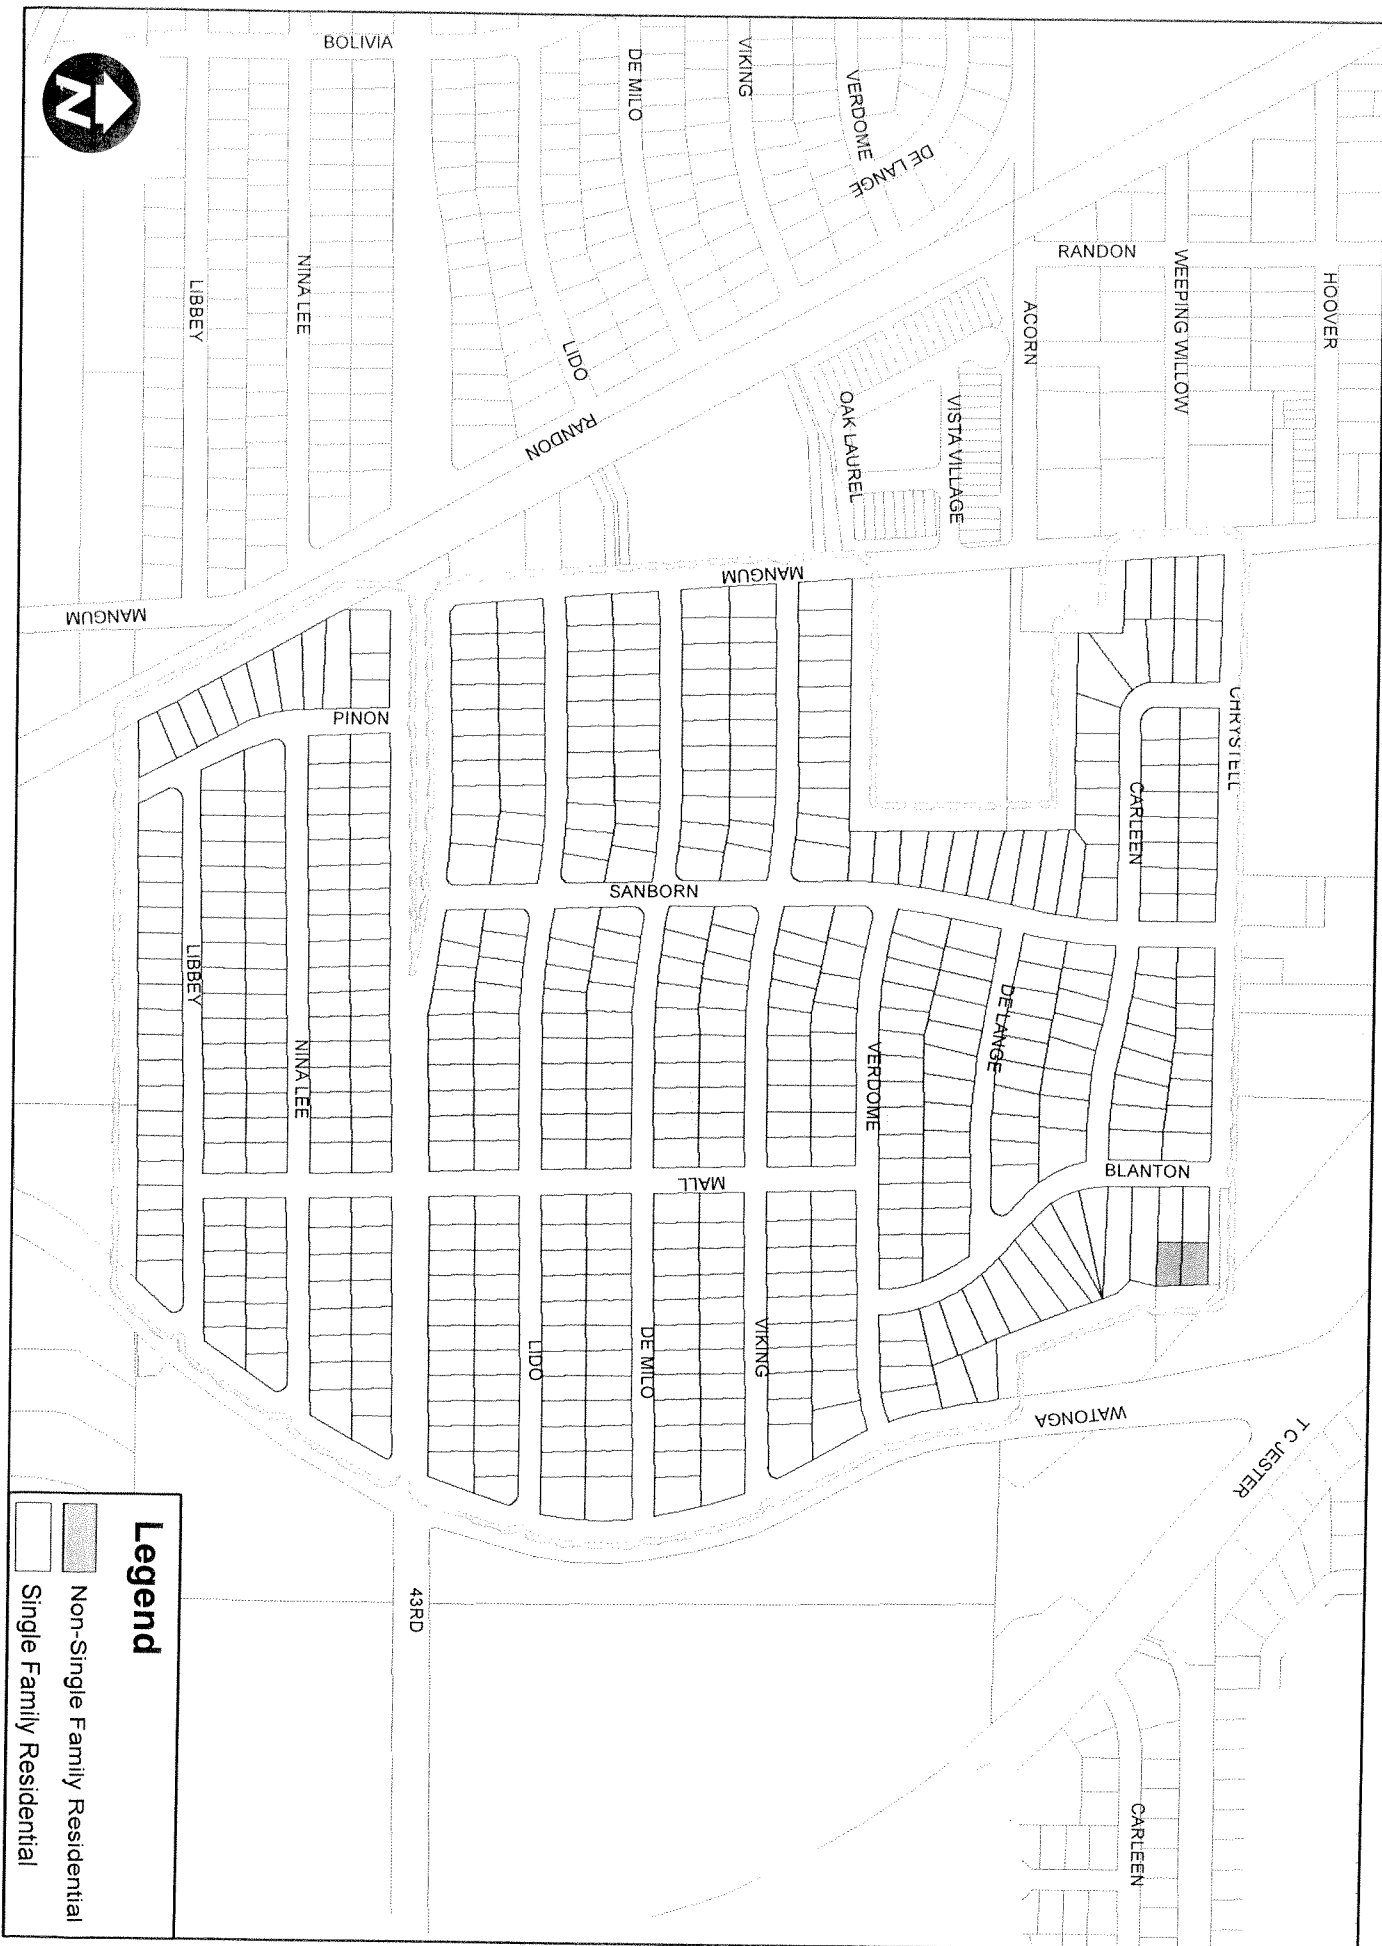 BOLIVIA
DE MILO
VIKING
VERDOME
DE LANGE
N
RANDON
WEEPING WILLOW
HOOVER
NINA LEE
LIBBEY
ACORN
LIDO
RANDON
OAK LAUREL
VISTA VILLAGE
MANGUM
MANGUM
PINON
CHRYSTELL
CARLEEN
SANBORN
LIBBEY
NINA LEE
DE LANGE
VERDOME
MALL
BLANTON
LIDO
DE MILO
VIKING
WATONGA
T C JESTER
43RD
CARLEEN
Legend
Non-Single Family Residential
Single Family Residential